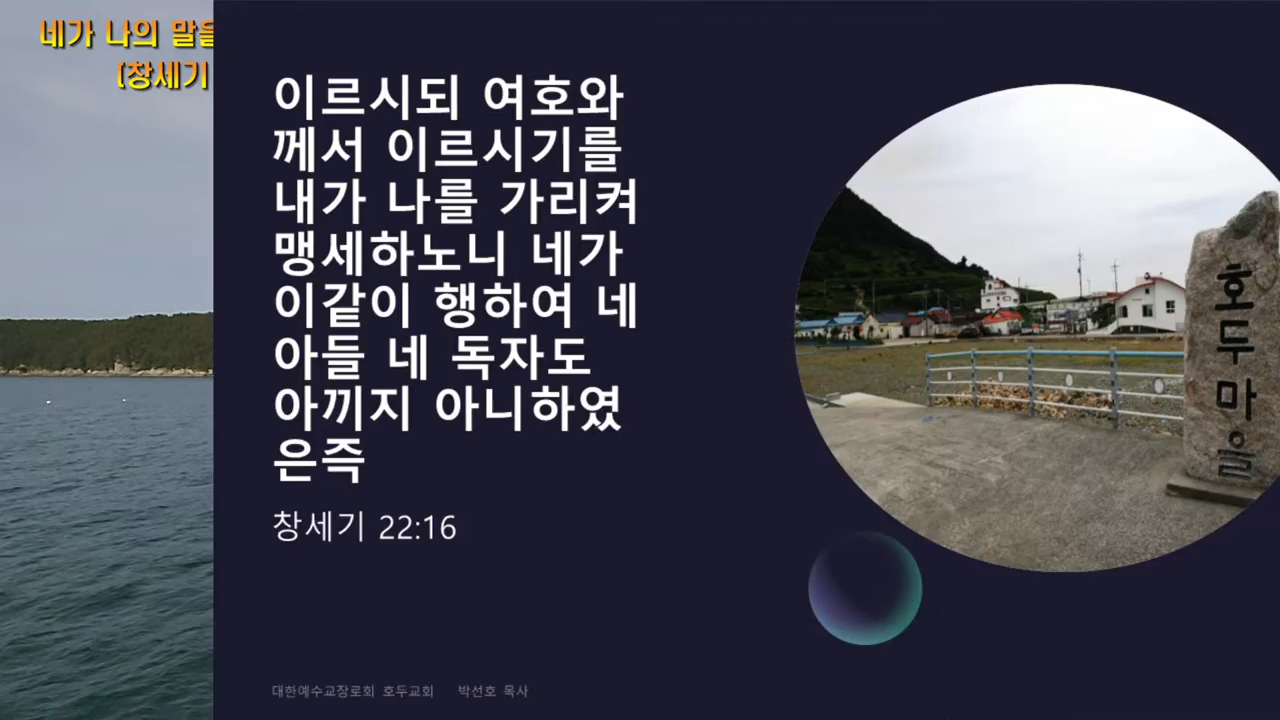 네가 나의 말을
(창세기
이르시되 여호와
께서 이르시기를
내가 나를 가리켜
맹세하노니 네가
이같이 행하여 네
아들 네 독자도
아끼지 아니하였
은즉
창세기 22:16
호두마을
대한예수교장로회 호두교회 박선호 목사